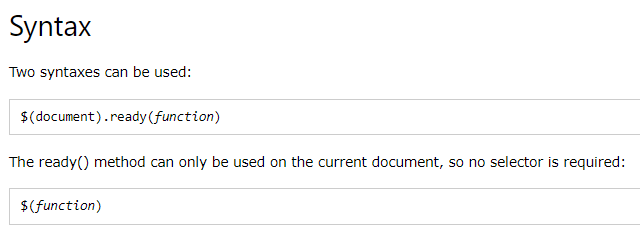 Syntax
Two syntaxes can be used:
$(document).ready(function)
The ready() method can only be used on the current document, so no selector is required:
$(function)